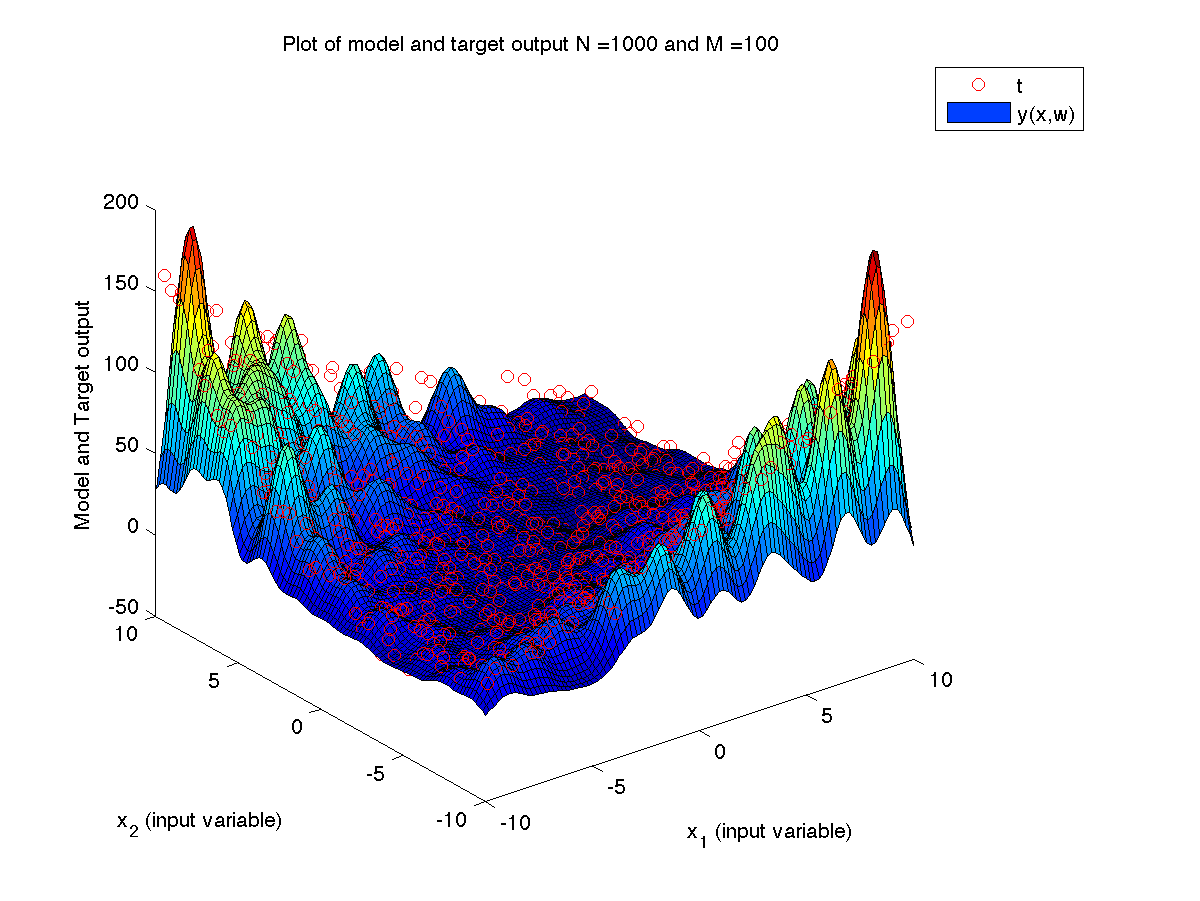 Plot of model and target output N =1000 and M =100
t
y(x,w)
200
150
100
50
0
-50
Model and Target output
10
5
0
-5
-10
x2 (input variable)
-10
-5
0
5
10
x1 (input variable)